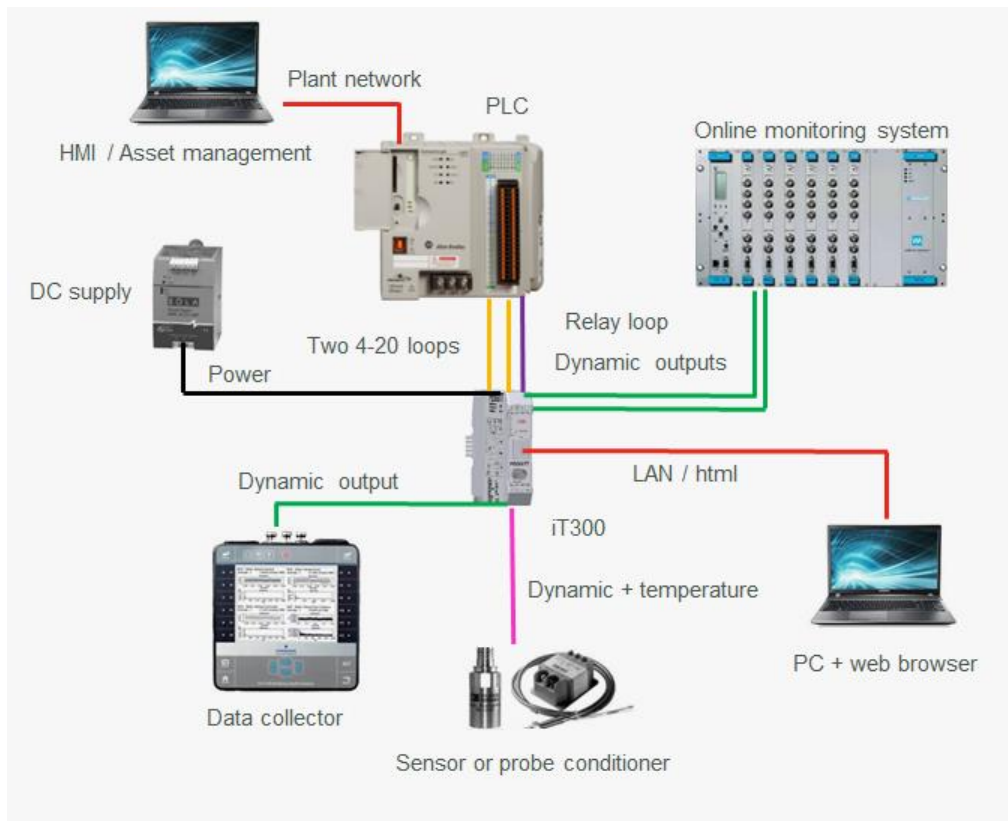 Plant network
PLC
HMI / Asset management
Online monitoring system
DC supply
SOLA
Relay loop
Two 4-20 loops
Dynamic outputs
Power
Dynamic output
LAN / html
iT300
Dynamic + temperature
PC + web browser
Data collector
Sensor or probe conditioner